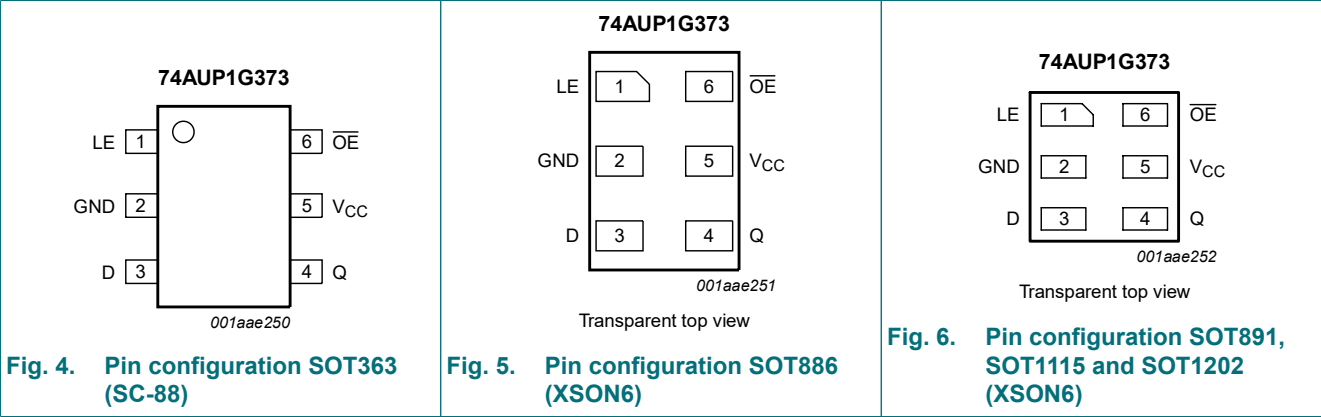 74AUP1G373
LE 1 6 OE
GND 2 5 VCC
D 3 4 Q
001aae250
Fig. 4. Pin configuration SOT363
(SC-88)
74AUP1G373
LE 1 6 OE
GND 2 5 VCC
D 3 4 Q
001aae251
Transparent top view
Fig. 5. Pin configuration SOT886
(XSON6)
74AUP1G373
LE 1 6 OE
GND 2 5 VCC
D 3 4 Q
001aae252
Transparent top view
Fig. 6. Pin configuration SOT891,
SOT1115 and SOT1202
(XSON6)